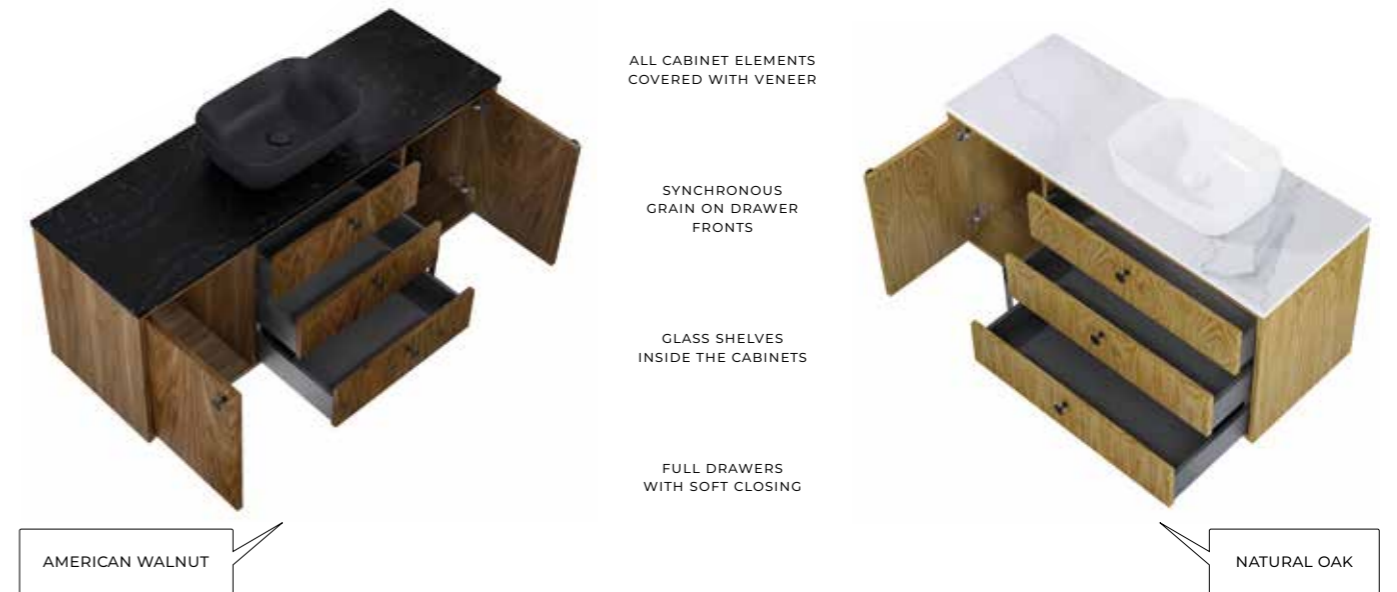 ALL CABINET ELEMENTS
COVERED WITH VENEER
SYNCHRONOUS
GRAIN ON DRAWER
FRONTS
GLASS SHELVES
INSIDE THE CABINETS
FULL DRAWERS
WITH SOFT CLOSING
AMERICAN WALNUT
NATURAL OAK